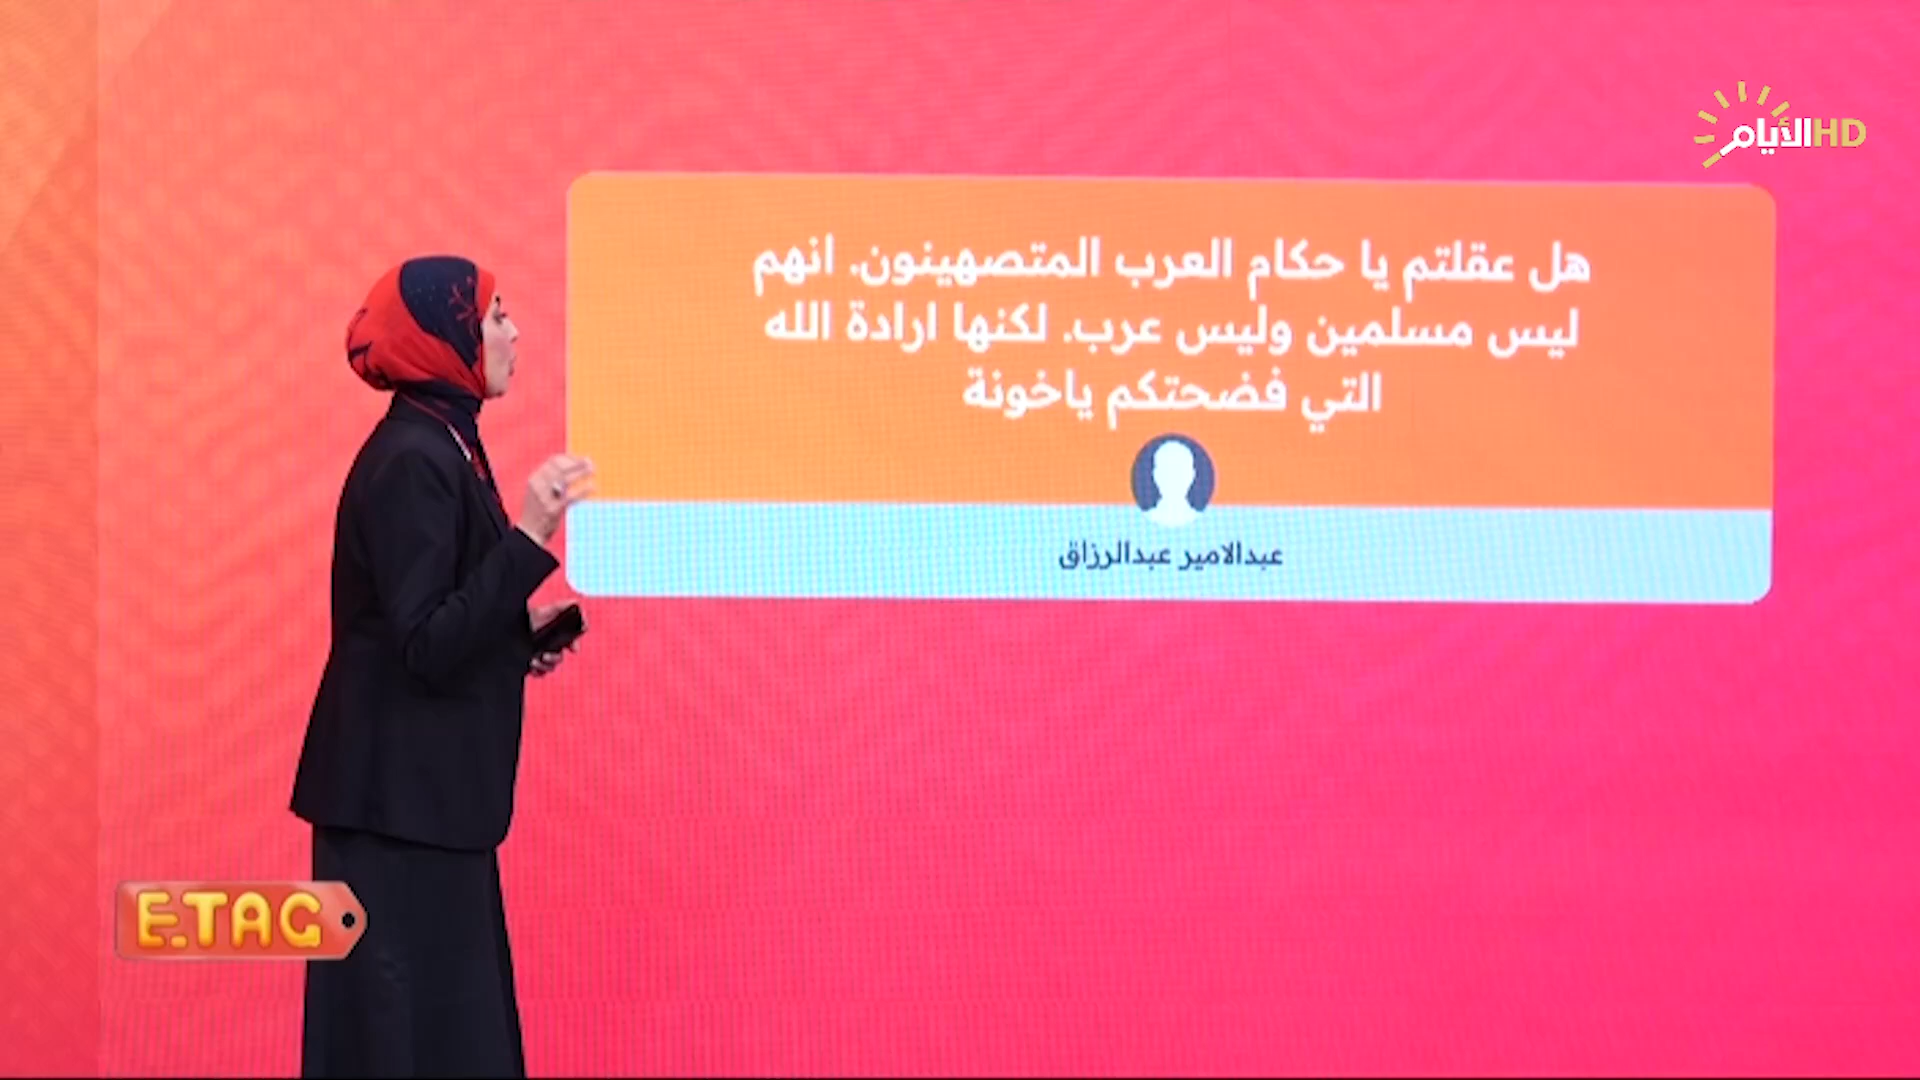 الأيام HD
هل عقلتم يا حكام العرب المتصهينون. انهم
ليس مسلمين وليس عرب. لكنها ارادة الله
التي فضحتكم ياخونة
عبدالامير عبدالرزاق
E.TAG